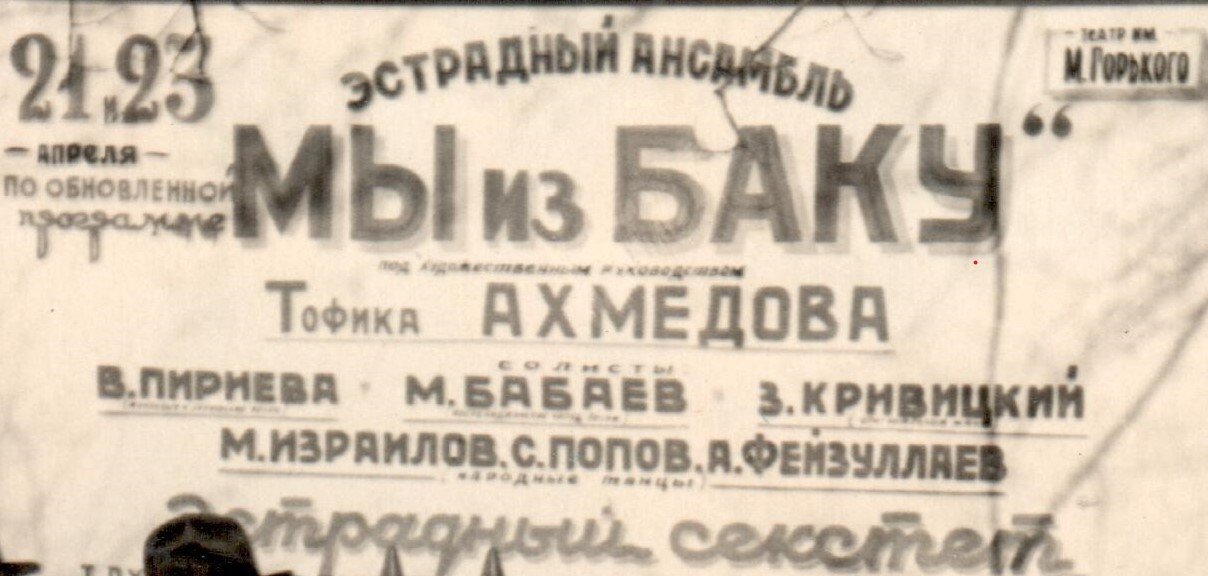 21 и 23
— АПРЕЛЯ —
ПО ОБНОВЛЕННОЙ
программе
ЭСТРАДНЫЙ АНСАМБЛЬ
МЫ ИЗ БАКУ“
— ТЕАТР ИМ. —
М. ГОРЬКОГО
под художественным руководством
ТОФИКА АХМЕДОВА
СОЛИСТЫ:
В. ПИРИЕВА М. БАБАЕВ З. КРИВИЦКИЙ
М. ИЗРАИЛОВ. С. ПОПОВ. А. ФЕЙЗУЛЛАЕВ
(народные танцы)
Эстрадный секстет